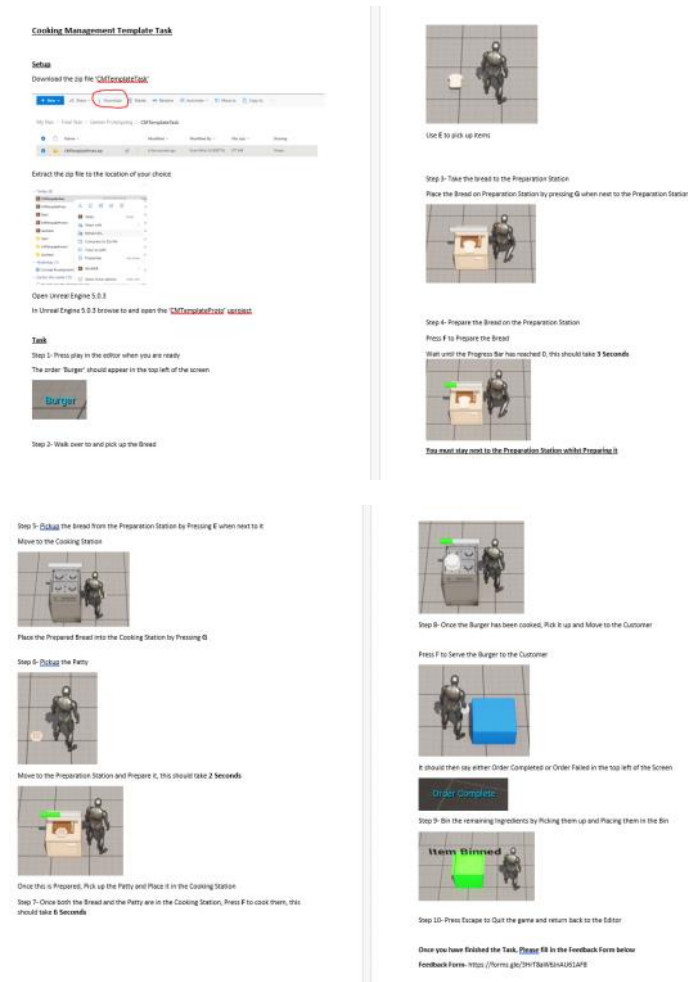 Cooking Management Template Task
Setup
Download the zip file 'CMTemplateTask'
Extract the zip file to the location of your choice
Open Unreal Engine 5.0.3
In Unreal Engine 5.0.3 browse to and open the 'CMTemplateProto' uproject
Task
Step 1- Press play in the editor when you are ready
The order 'Burger' should appear in the top left of the screen
Burger
Step 2- Walk over to and pick up the Bread
Use E to pick up items
Step 3- Take the bread to the Preparation Station
Place the Bread on Preparation Station by pressing G when next to the Preparation Station
Step 4- Prepare the Bread on the Preparation Station
Press F to Prepare the Bread
Wait until the Progress Bar has reached 0, this should take 3 Seconds
You must stay next to the Preparation Station whilst Preparing it
Step 5- Pickup the bread from the Preparation Station by Pressing E when next to it
Move to the Cooking Station
Place the Prepared Bread into the Cooking Station by Pressing G
Step 6- Pickup the Patty
Move to the Preparation Station and Prepare it, this should take 2 Seconds
Once this is Prepared, Pick up the Patty and Place it in the Cooking Station
Step 7- Once both the Bread and the Patty are in the Cooking Station, Press F to cook them, this
should take 6 Seconds
Step 8- Once the Burger has been cooked, Pick it up and Move to the Customer
Press F to Serve the Burger to the Customer
It should then say either Order Completed or Order Failed in the top left of the Screen
Order Complete
Step 9- Bin the remaining Ingredients by Picking them up and Placing them in the Bin
Item Binned
Step 10- Press Escape to Quit the game and return back to the Editor
Once you have finished the Task, Please fill in the Feedback Form below
Feedback Form-